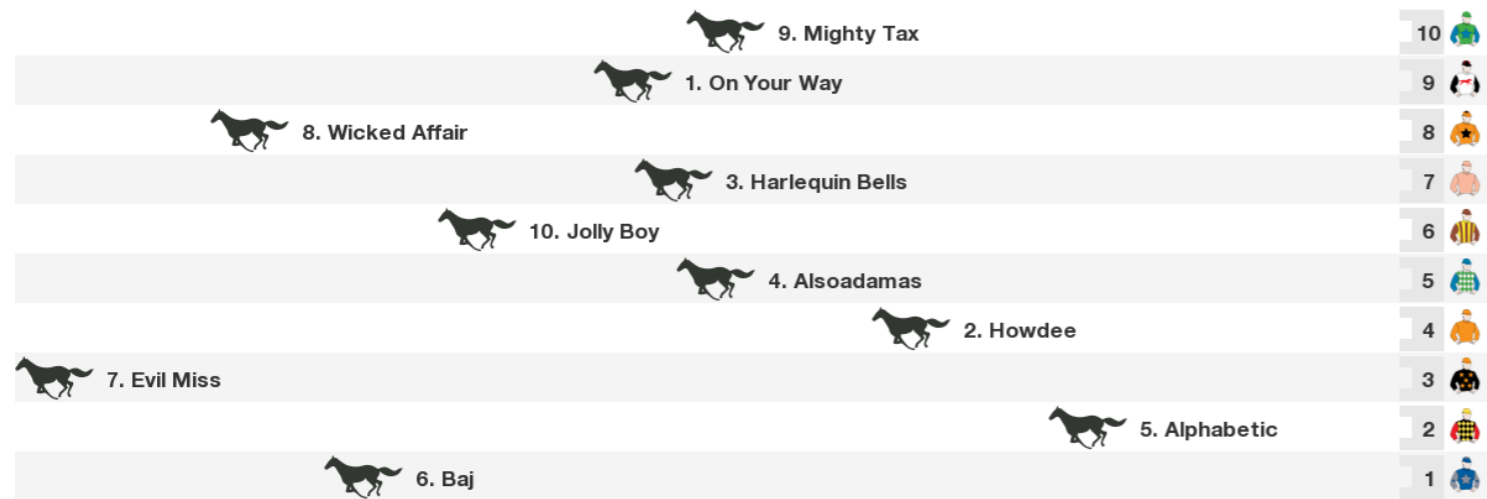 9. Mighty Tax 10
1. On Your Way 9
8. Wicked Affair 8
3. Harlequin Bells 7
10. Jolly Boy 6
4. Alsoadamas 5
2. Howdee 4
7. Evil Miss 3
5. Alphabetic 2
6. Baj 1